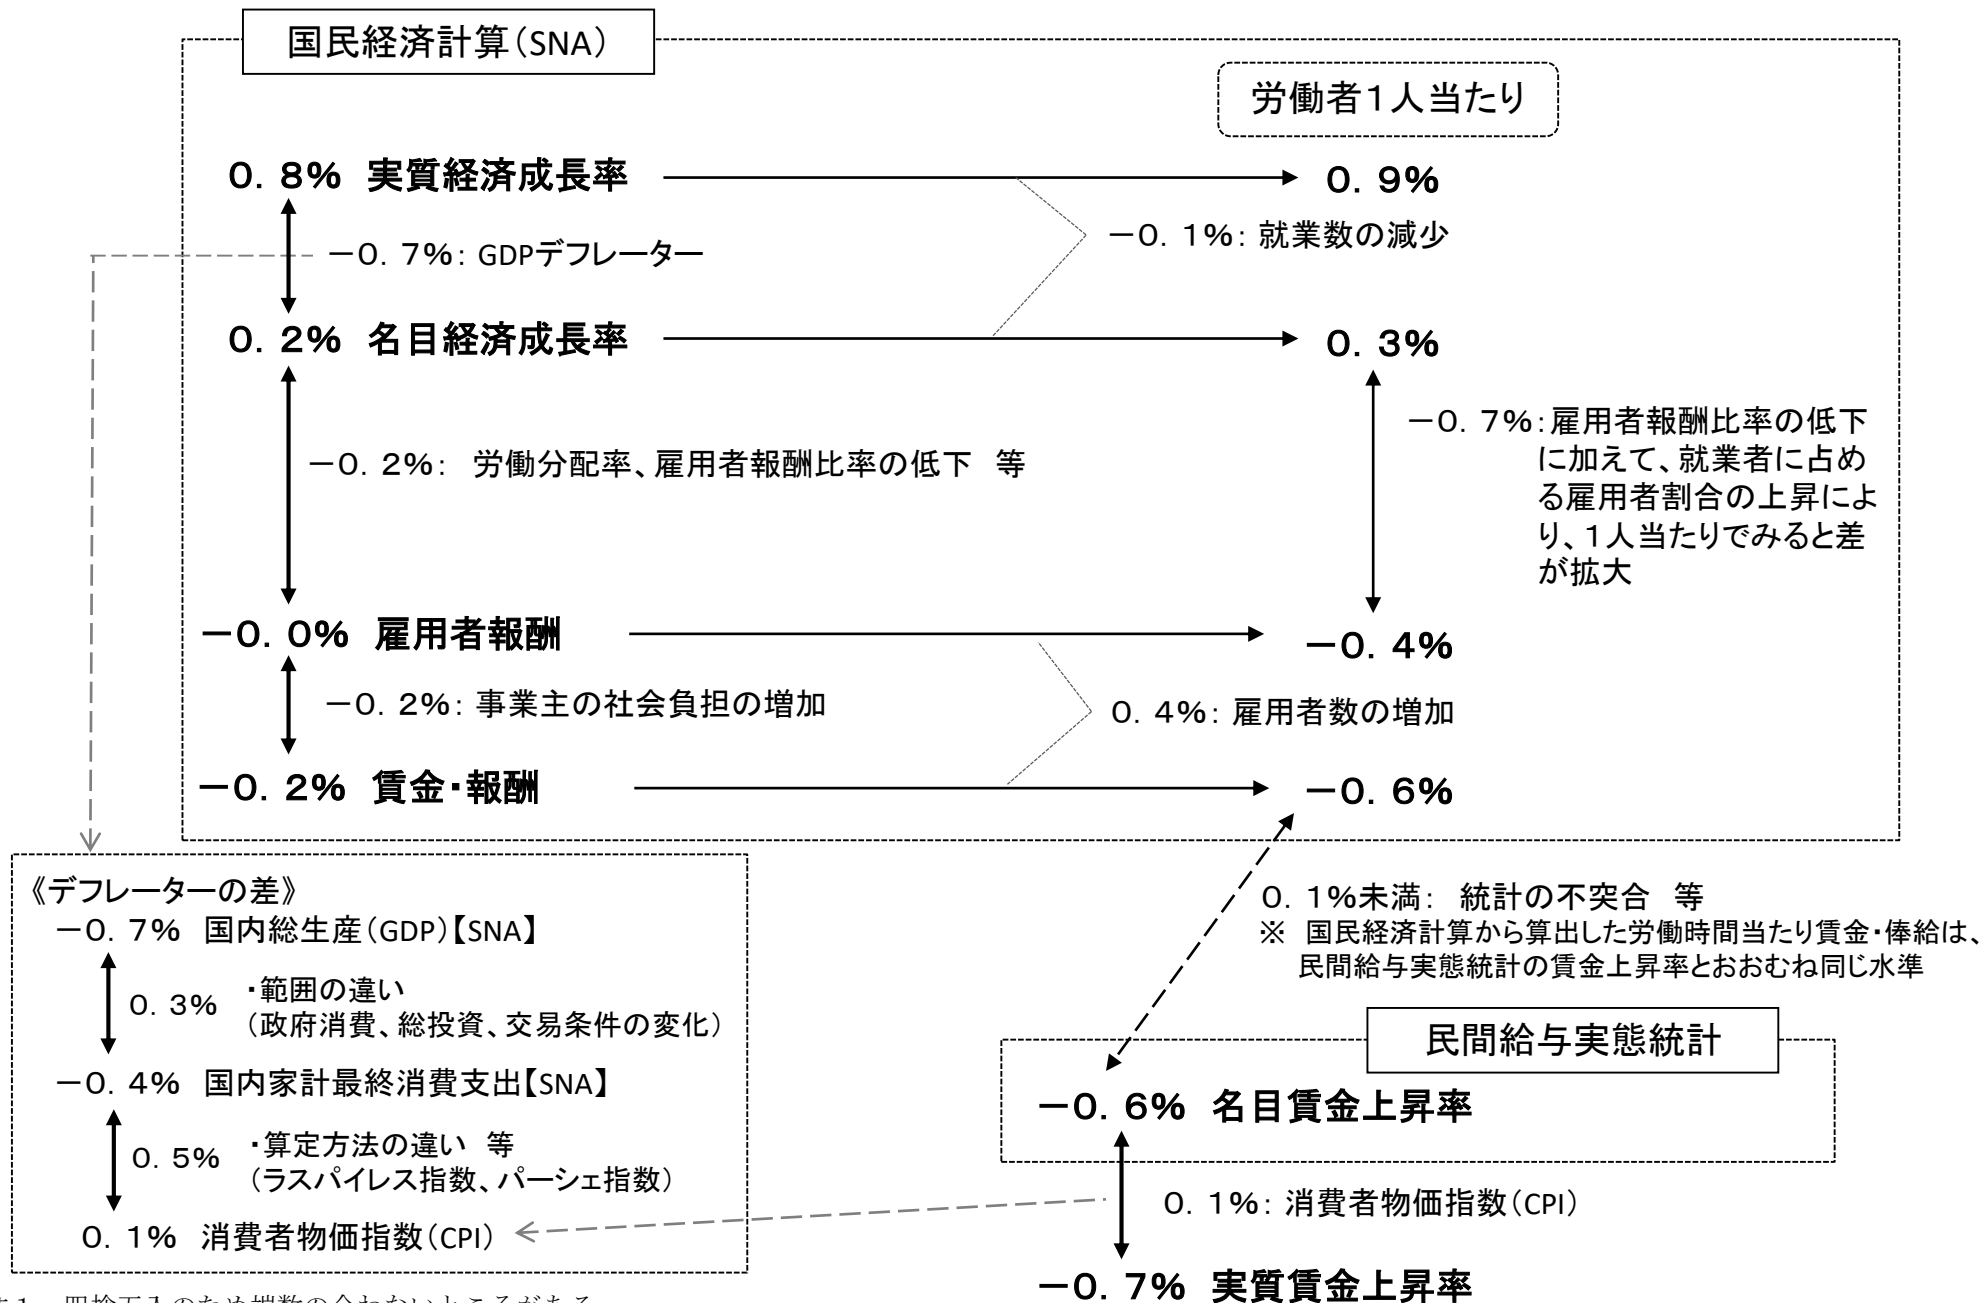 国民経済計算（SNA）
労働者１人当たり
０．８％ 実質経済成長率
０．９％
－０．１％：就業数の減少
－０．７％：GDPデフレーター
０．２％ 名目経済成長率
０．３％
－０．７％：雇用者報酬比率の低下
に加えて、就業者に占め
る雇用者割合の上昇によ
り、１人当たりでみると差
が拡大
－０．２％： 労働分配率、雇用者報酬比率の低下 等
－０．０％ 雇用者報酬
－０．４％
－０．２％：事業主の社会負担の増加
０．４％：雇用者数の増加
－０．２％ 賃金・報酬
－０．６％
《デフレーターの差》
－０．７％ 国内総生産（GDP）【SNA】
０．３％ ・範囲の違い
（政府消費、総投資、交易条件の変化）
－０．４％ 国内家計最終消費支出【SNA】
０．５％ ・算定方法の違い 等
（ラスパイレス指数、パーシェ指数）
０．１％ 消費者物価指数（CPI）
０．１％未満： 統計の不突合 等
※ 国民経済計算から算出した労働時間当たり賃金・俸給は、
民間給与実態統計の賃金上昇率とおおむね同じ水準
民間給与実態統計
－０．６％ 名目賃金上昇率
０．１％：消費者物価指数（CPI）
－０．７％ 実質賃金上昇率